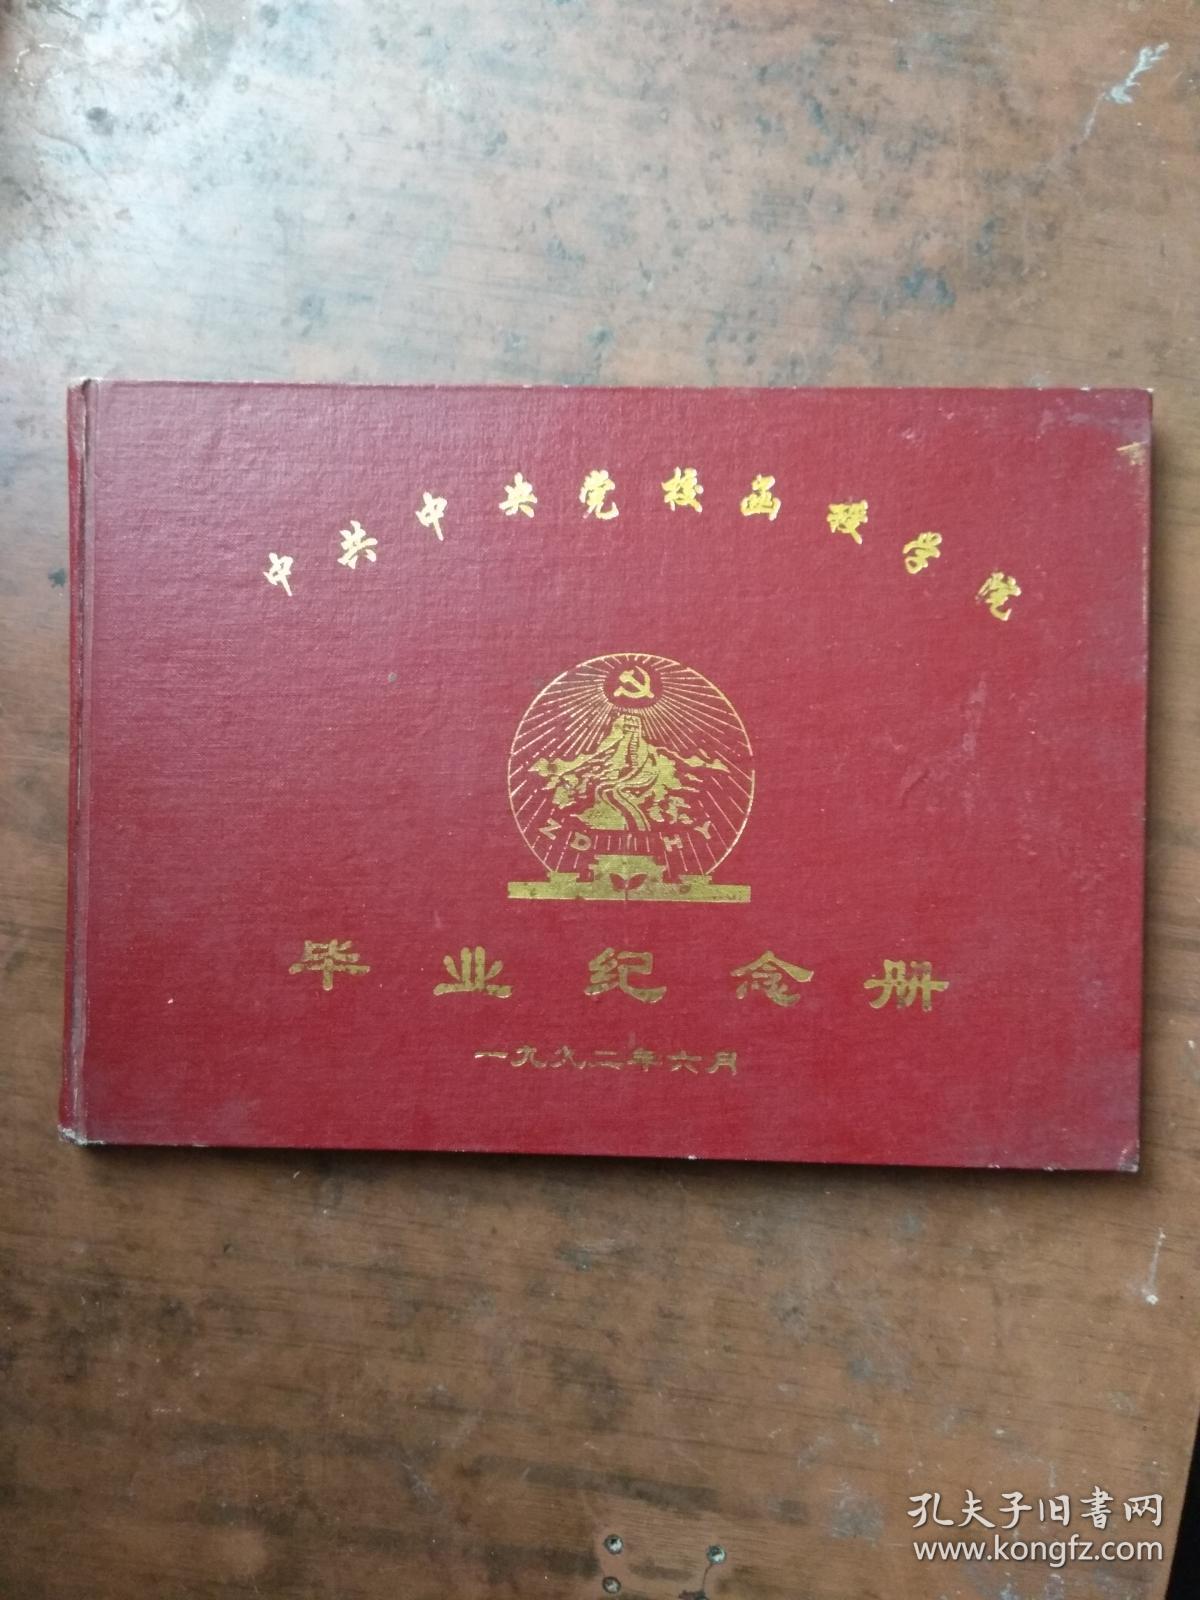 中共中央党校函授学院
ZDHY
毕业纪念册
一九九二年六月
孔夫子旧书网
www.kongfz.com